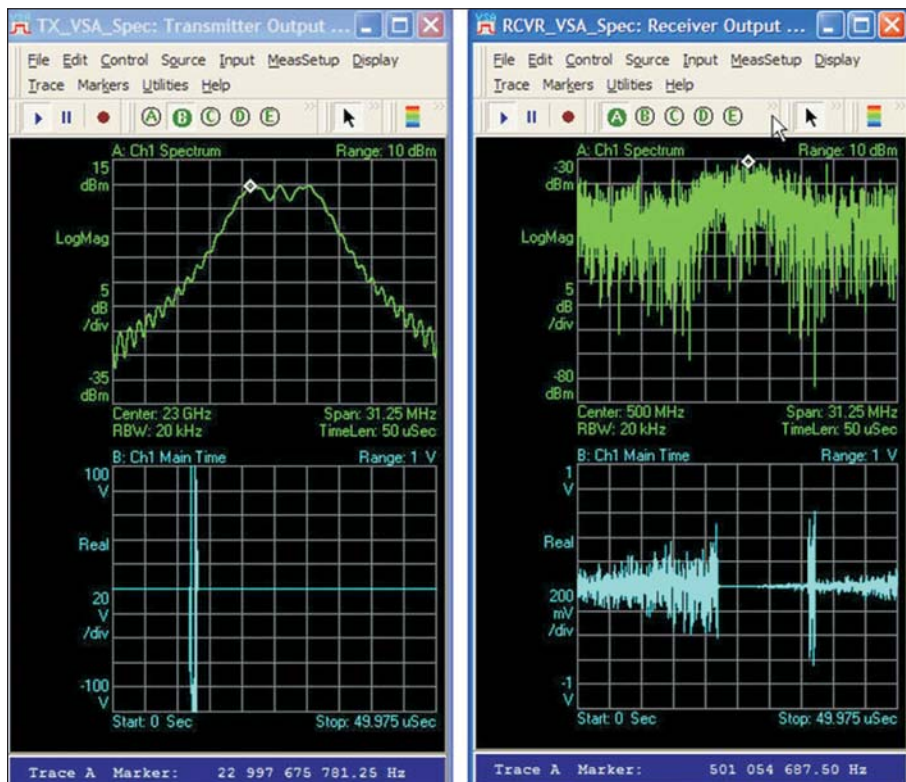 TX_VSA_Spec: Transmitter Output ...
File Edit Control Source Input MeasSetup Display
Trace Markers Utilities Help
A B C D E
A: Ch1 Spectrum Range: 10 dBm
15
dBm
LogMag
5
dB
/div
-35
dBm
Center: 23 GHz Span: 31.25 MHz
RBW: 20 kHz TimeLen: 50 uSec
B: Ch1 Main Time Range: 1 V
100
V
Real
20
V
/div
-100
V
Start: 0 Sec Stop: 49.975 uSec
Trace A Marker: 22 997 675 781.25 Hz
RCVR_VSA_Spec: Receiver Output ...
File Edit Control Source Input MeasSetup Display
Trace Markers Utilities Help
A B C D E
A: Ch1 Spectrum Range: 10 dBm
-30
dBm
LogMag
5
dB
/div
-80
dBm
Center: 500 MHz Span: 31.25 MHz
RBW: 20 kHz TimeLen: 50 uSec
B: Ch1 Main Time Range: 1 V
1
V
Real
200
mV
/div
-1
V
Start: 0 Sec Stop: 49.975 uSec
Trace A Marker: 501 054 687.50 Hz